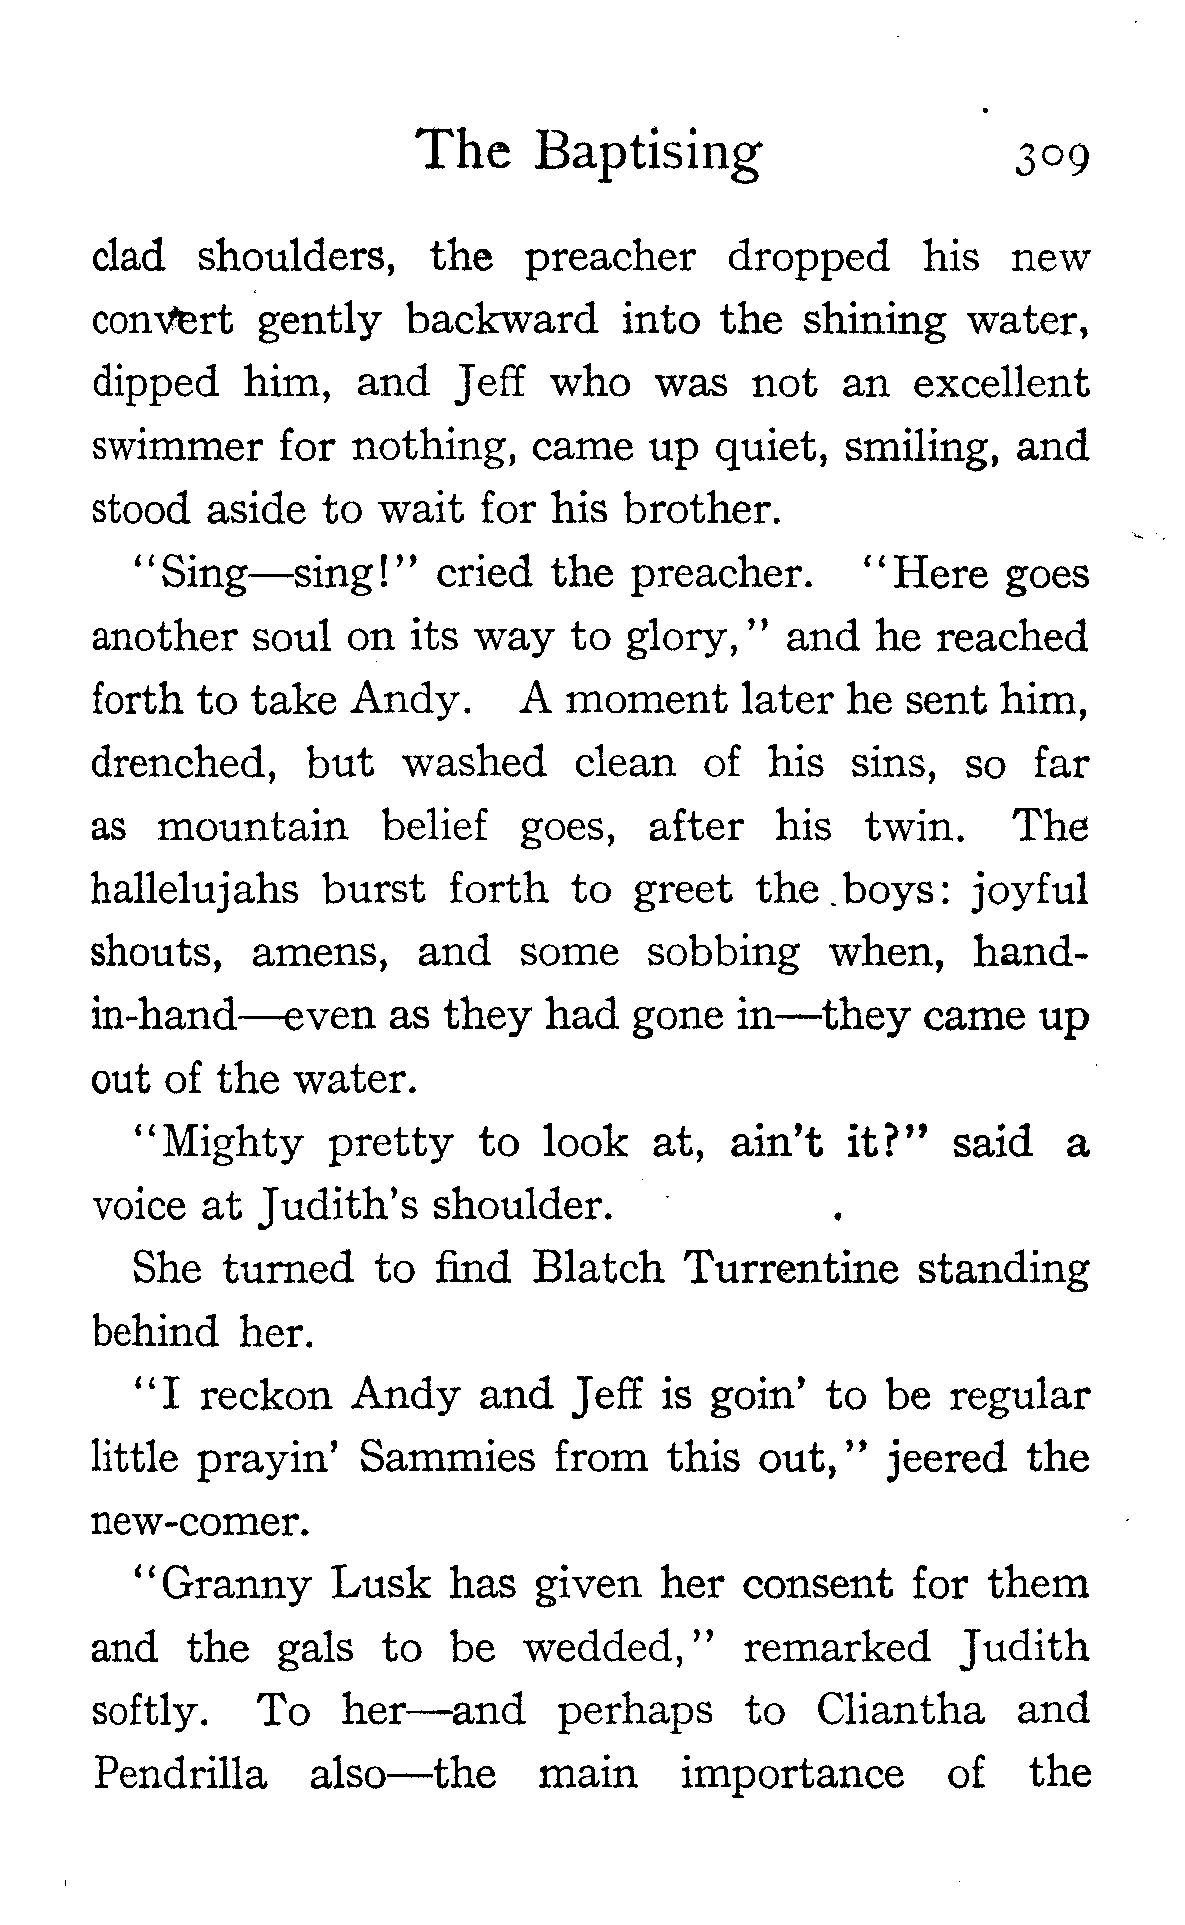 The Baptising 309
clad shoulders, the preacher dropped his new
convert gently backward into the shining water,
dipped him, and Jeff who was not an excellent
swimmer for nothing, came up quiet, smiling, and
stood aside to wait for his brother.
"Sing—sing!" cried the preacher. "Here goes
another soul on its way to glory," and he reached
forth to take Andy. A moment later he sent him,
drenched, but washed clean of his sins, so far
as mountain belief goes, after his twin. The
hallelujahs burst forth to greet the boys: joyful
shouts, amens, and some sobbing when, hand-
in-hand—even as they had gone in—they came up
out of the water.
"Mighty pretty to look at, ain't it?" said a
voice at Judith's shoulder.
She turned to find Blatch Turrentine standing
behind her.
"I reckon Andy and Jeff is goin' to be regular
little prayin' Sammies from this out," jeered the
new-comer.
"Granny Lusk has given her consent for them
and the gals to be wedded," remarked Judith
softly. To her—and perhaps to Cliantha and
Pendrilla also—the main importance of the